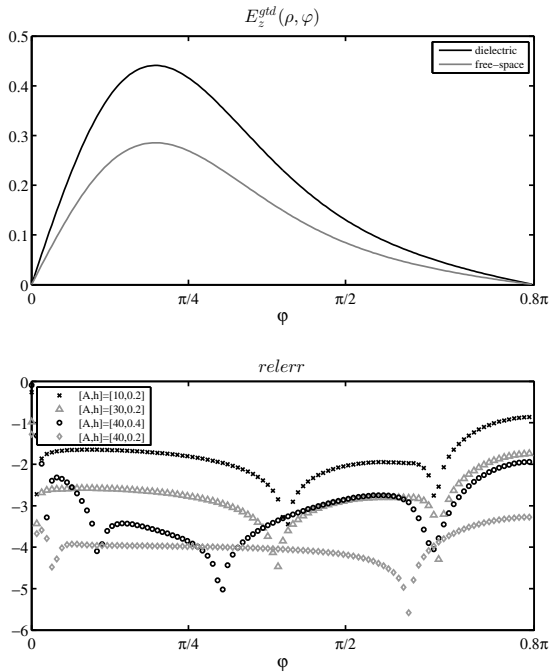 E_z^{gtd}(ρ, φ)
0.5
0.4
0.3
0.2
0.1
0
dielectric
free−space
0 π/4 π/2 0.8π
φ
relerr
0
−1
−2
−3
−4
−5
−6
[A,h]=[10,0.2]
[A,h]=[30,0.2]
[A,h]=[40,0.4]
[A,h]=[40,0.2]
0 π/4 π/2 0.8π
φ